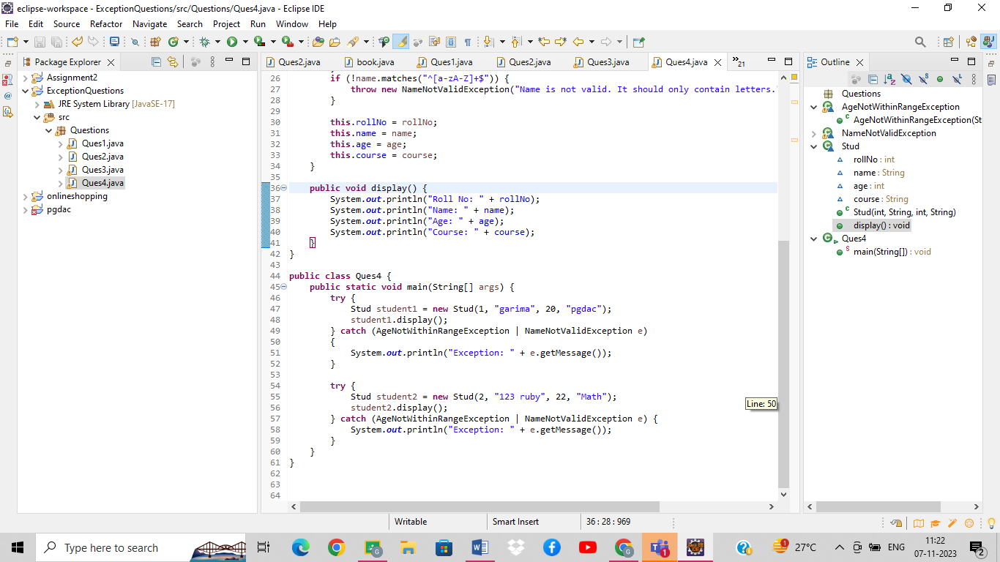 eclipse-workspace - ExceptionQuestions/src/Questions/Ques4.java - Eclipse IDE
File Edit Source Refactor Navigate Search Project Run Window Help
Package Explorer
Assignment2
ExceptionQuestions
JRE System Library [JavaSE-17]
src
Questions
Ques1.java
Ques2.java
Ques3.java
Ques4.java
onlineshopping
pgdac
Ques2.java book.java Ques1.java Ques2.java Ques3.java Ques4.java »21
26 if (!name.matches("^[a-zA-Z]+$")) {
27 throw new NameNotValidException("Name is not valid. It should only contain letters.
28 }
29
30 this.rollNo = rollNo;
31 this.name = name;
32 this.age = age;
33 this.course = course;
34 }
35
36 public void display() {
37 System.out.println("Roll No: " + rollNo);
38 System.out.println("Name: " + name);
39 System.out.println("Age: " + age);
40 System.out.println("Course: " + course);
41 }
42 }
43
44 public class Ques4 {
45 public static void main(String[] args) {
46 try {
47 Stud student1 = new Stud(1, "garima", 20, "pgdac");
48 student1.display();
49 } catch (AgeNotWithinRangeException | NameNotValidException e)
50 {
51 System.out.println("Exception: " + e.getMessage());
52 }
53
54 try {
55 Stud student2 = new Stud(2, "123 ruby", 22, "Math");
56 student2.display();
57 } catch (AgeNotWithinRangeException | NameNotValidException e) {
58 System.out.println("Exception: " + e.getMessage());
59 }
60 }
61 }
62
63
64
Line: 50
Outline
Questions
AgeNotWithinRangeException
AgeNotWithinRangeException(St
NameNotValidException
Stud
rollNo : int
name : String
age : int
course : String
Stud(int, String, int, String)
display() : void
Ques4
main(String[]) : void
Writable Smart Insert 36 : 28 : 969
Type here to search
27°C
ENG
11:22
07-11-2023